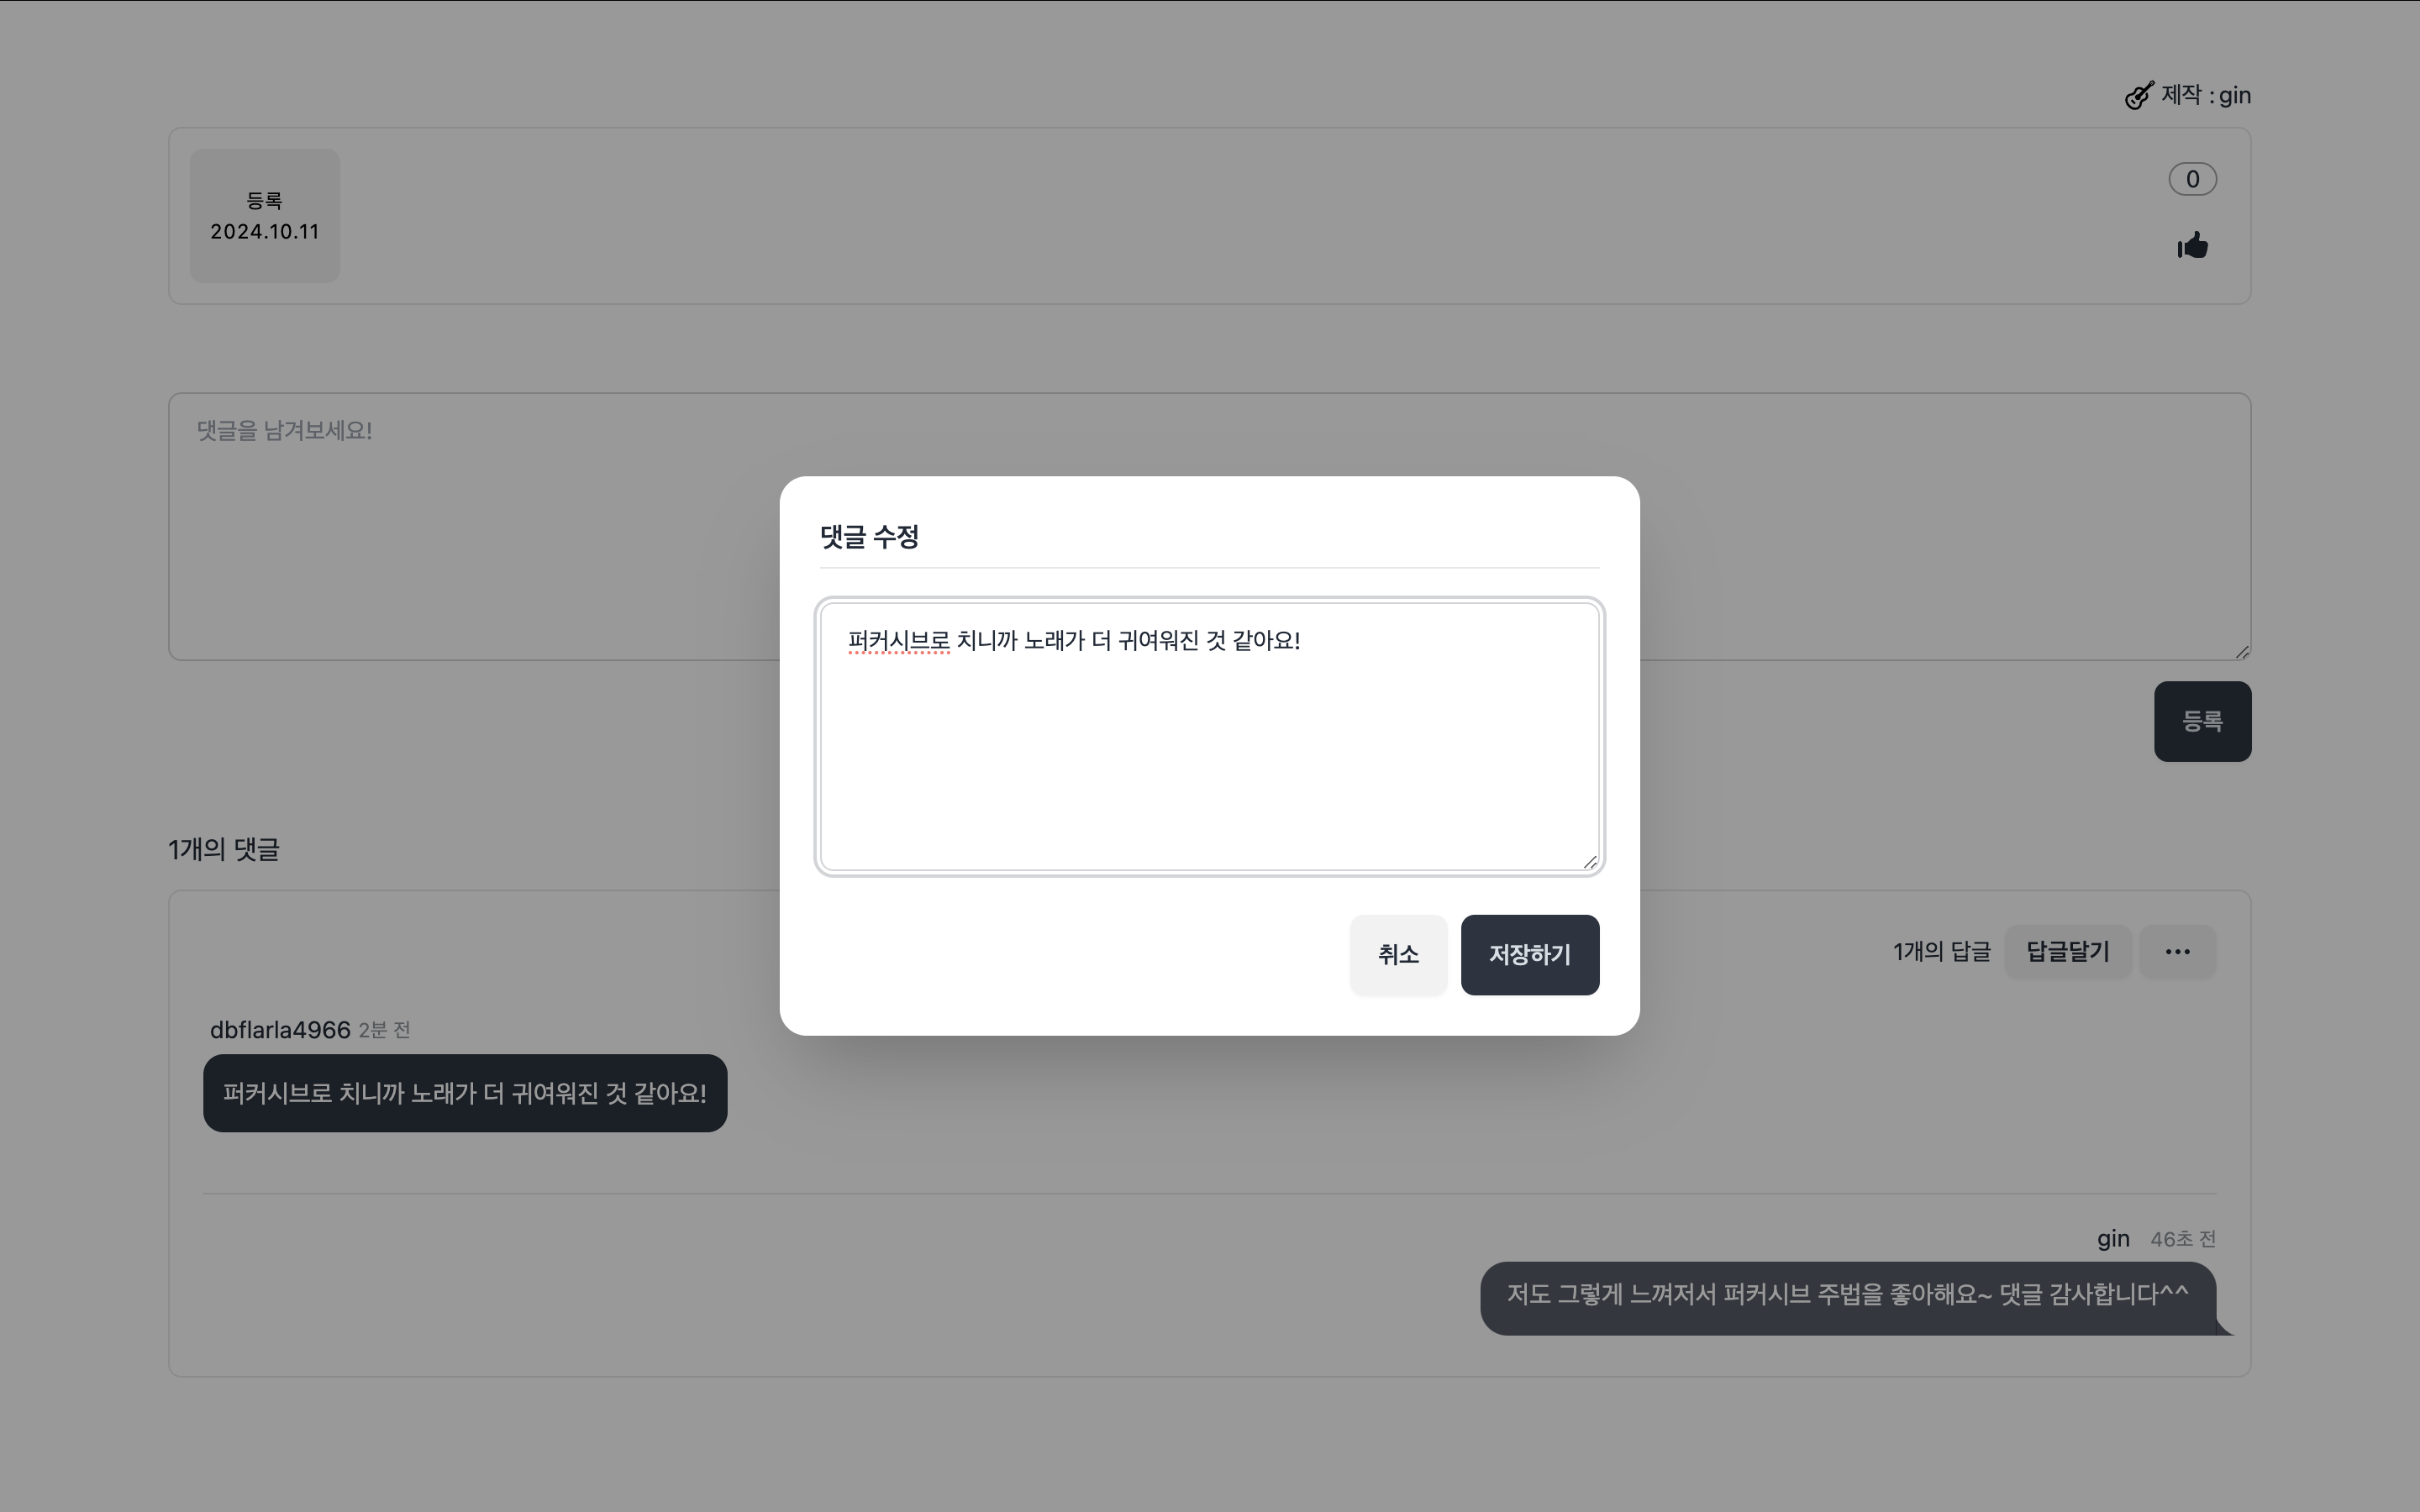 제작 : gin
등록
2024.10.11
0
댓글을 남겨보세요!
등록
댓글 수정
퍼커시브로 치니까 노래가 더 귀여워진 것 같아요!
취소
저장하기
1개의 댓글
1개의 답글
답글달기
dbflarla4966 2분 전
퍼커시브로 치니까 노래가 더 귀여워진 것 같아요!
gin 46초 전
저도 그렇게 느껴저서 퍼커시브 주법을 좋아해요~ 댓글 감사합니다^^